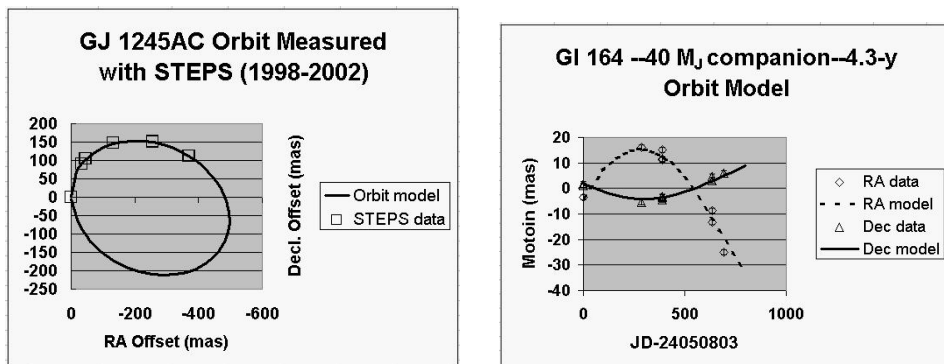 GJ 1245AC Orbit Measured
with STEPS (1998-2002)
200
150
100
50
0
-50
-100
-150
-200
-250
0 -200 -400 -600
RA Offset (mas)
Decl. Offset (mas)
Orbit model
STEPS data
Gl 164 --40 MJ companion--4.3-y
Orbit Model
Motoin (mas)
20
10
0
-10
-20
-30
-40
0 500 1000
JD-24050803
RA data
RA model
Dec data
Dec model